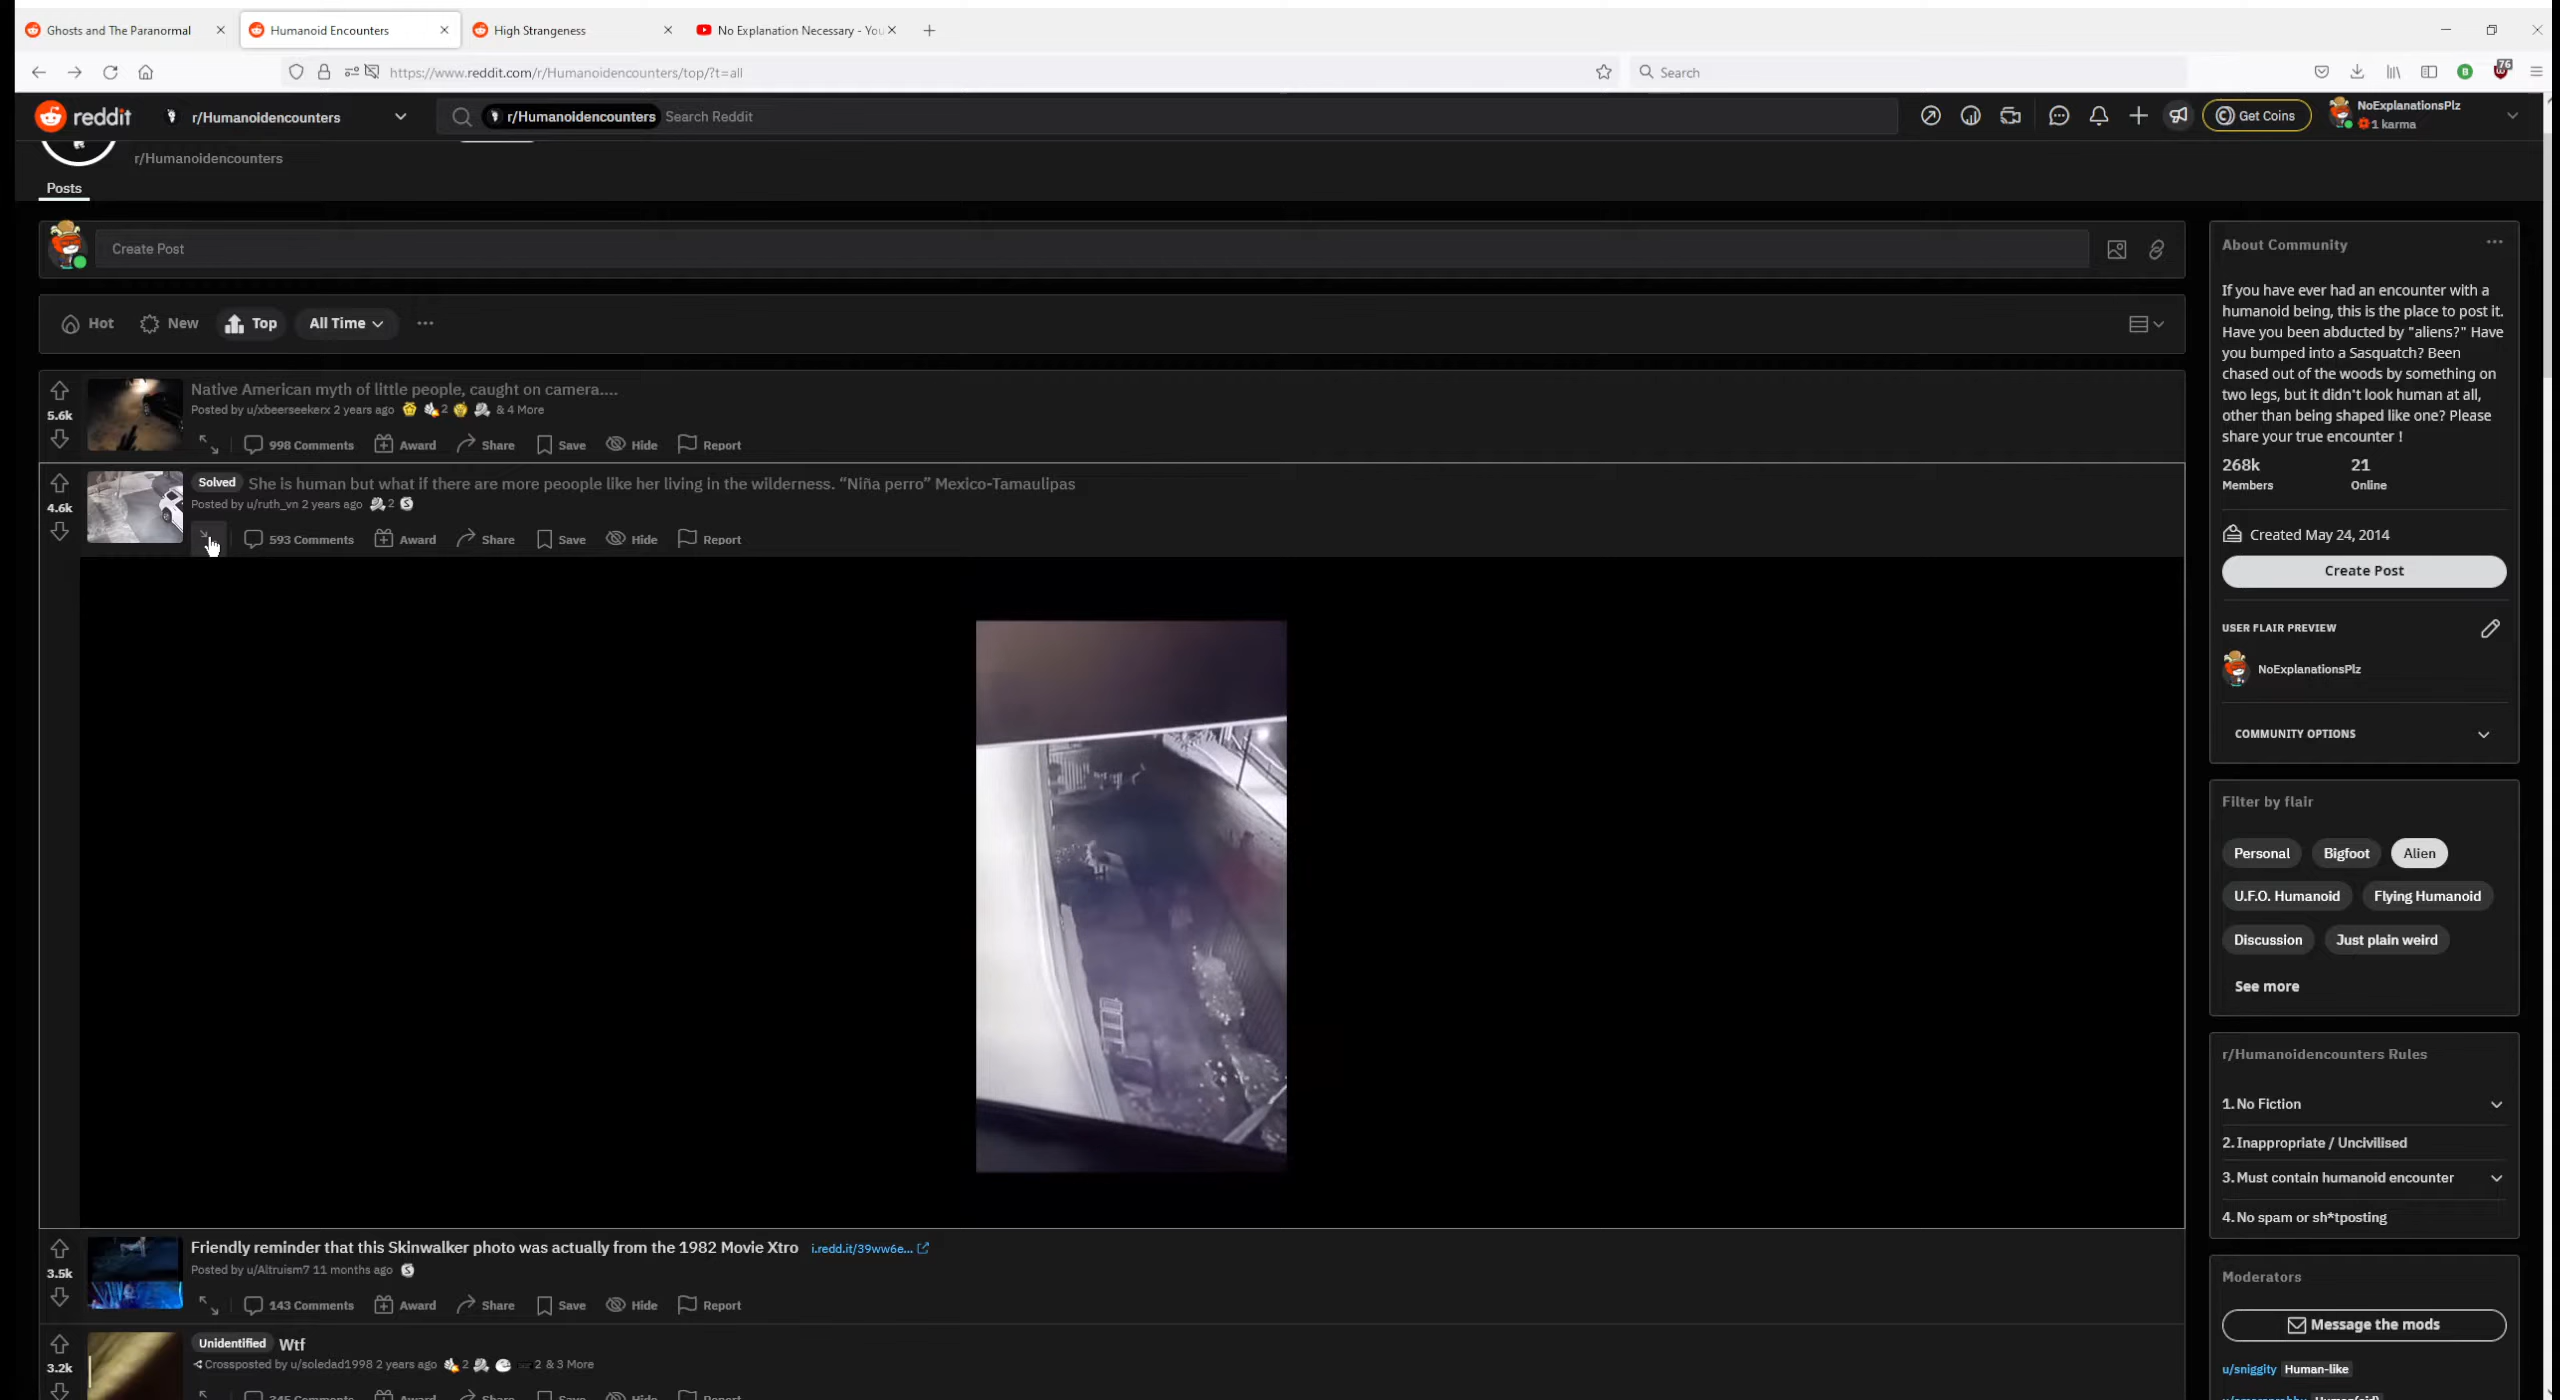 Ghosts and The Paranormal
Humanoid Encounters
High Strangeness
No Explanation Necessary - You
https://www.reddit.com/r/Humanoidencounters/top/?t=all
Search
76
reddit
r/Humanoidencounters
r/Humanoidencounters Search Reddit
Get Coins
NoExplanationsPlz
1 karma
r/Humanoidencounters
Posts
Create Post
Hot
New
Top
All Time
5.6k
Native American myth of little people, caught on camera....
Posted by u/xbeerseekerx 2 years ago 2 & 4 More
998 Comments Award Share Save Hide Report
4.6k
Solved She is human but what if there are more peoople like her living in the wilderness. “Niña perro” Mexico-Tamaulipas
Posted by u/ruth_vn 2 years ago 2
593 Comments Award Share Save Hide Report
3.5k
Friendly reminder that this Skinwalker photo was actually from the 1982 Movie Xtro i.redd.it/39ww6e...
Posted by u/Altruism7 11 months ago
143 Comments Award Share Save Hide Report
3.2k
Unidentified Wtf
Crossposted by u/soledad1998 2 years ago 2 2 & 3 More
345 Comments Award Share Save Hide Report
About Community
If you have ever had an encounter with a
humanoid being, this is the place to post it.
Have you been abducted by "aliens?" Have
you bumped into a Sasquatch? Been
chased out of the woods by something on
two legs, but it didn't look human at all,
other than being shaped like one? Please
share your true encounter !
268k 21
Members Online
Created May 24, 2014
Create Post
USER FLAIR PREVIEW
NoExplanationsPlz
COMMUNITY OPTIONS
Filter by flair
Personal Bigfoot Alien
U.F.O. Humanoid Flying Humanoid
Discussion Just plain weird
See more
r/Humanoidencounters Rules
1. No Fiction
2. Inappropriate / Uncivilised
3. Must contain humanoid encounter
4. No spam or sh*tposting
Moderators
Message the mods
u/sniggity Human-like